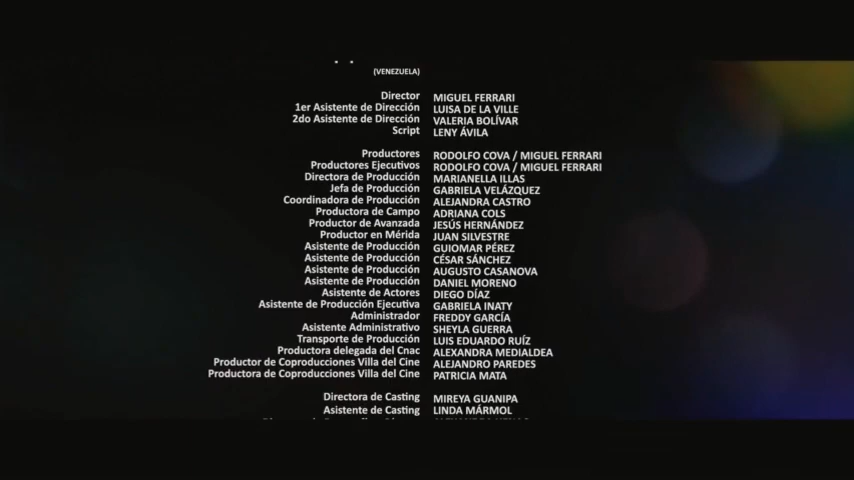 (VENEZUELA)
Director MIGUEL FERRARI
1er Asistente de Dirección LUISA DE LA VILLE
2do Asistente de Dirección VALERIA BOLÍVAR
Script LENY ÁVILA
Productores RODOLFO COVA / MIGUEL FERRARI
Productores Ejecutivos RODOLFO COVA / MIGUEL FERRARI
Directora de Producción MARIANELLA ILLAS
Jefa de Producción GABRIELA VELÁZQUEZ
Coordinadora de Producción ALEJANDRA CASTRO
Productora de Campo ADRIANA COLS
Productor de Avanzada JESÚS HERNÁNDEZ
Productor en Mérida JUAN SILVESTRE
Asistente de Producción GUIOMAR PÉREZ
Asistente de Producción CÉSAR SÁNCHEZ
Asistente de Producción AUGUSTO CASANOVA
Asistente de Producción DANIEL MORENO
Asistente de Actores DIEGO DÍAZ
Asistente de Producción Ejecutiva GABRIELA INATY
Administrador FREDDY GARCÍA
Asistente Administrativo SHEYLA GUERRA
Transporte de Producción LUIS EDUARDO RUÍZ
Productora delegada del Cnac ALEXANDRA MEDIALDEA
Productor de Coproducciones Villa del Cine ALEJANDRO PAREDES
Productora de Coproducciones Villa del Cine PATRICIA MATA
Directora de Casting MIREYA GUANIPA
Asistente de Casting LINDA MÁRMOL